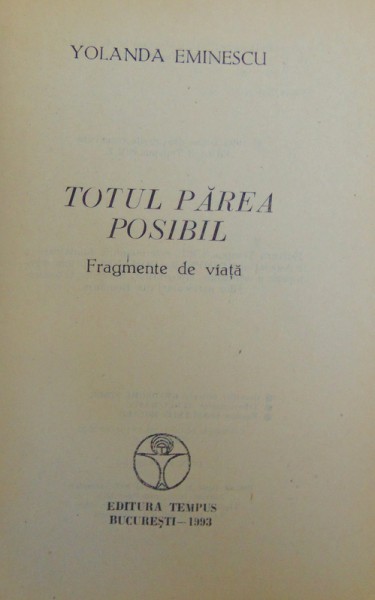 YOLANDA EMINESCU
TOTUL PĂREA
POSIBIL
Fragmente de viață
EDITURA TEMPUS
BUCUREȘTI—1993